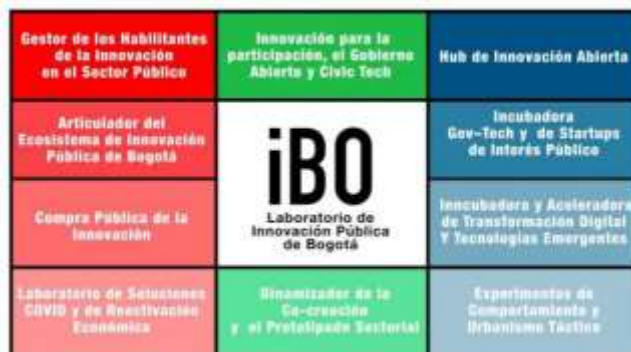 Gestor de los Habilitantes
de la Innovación
en el Sector Público
Innovación para la
participación, el Gobierno
Abierto y Civic Tech
Hub de Innovación Abierta
Articulador del
Ecosistema de Innovación
Pública de Bogotá
iBO
Laboratorio de
Innovación Pública
de Bogotá
Incubadora
Gov-Tech y de Startups
de Interés Público
Compra Pública de la
Innovación
Inncubadora y Aceleradora
de Transformación Digital
Y Tecnologías Emergentes
Laboratorio de Soluciones
COVID y de Reactivación
Económica
Dinamizador de la
Co-creación
y el Prototipado Sectorial
Experimentos de
Comportamiento y
Urbanismo Táctico